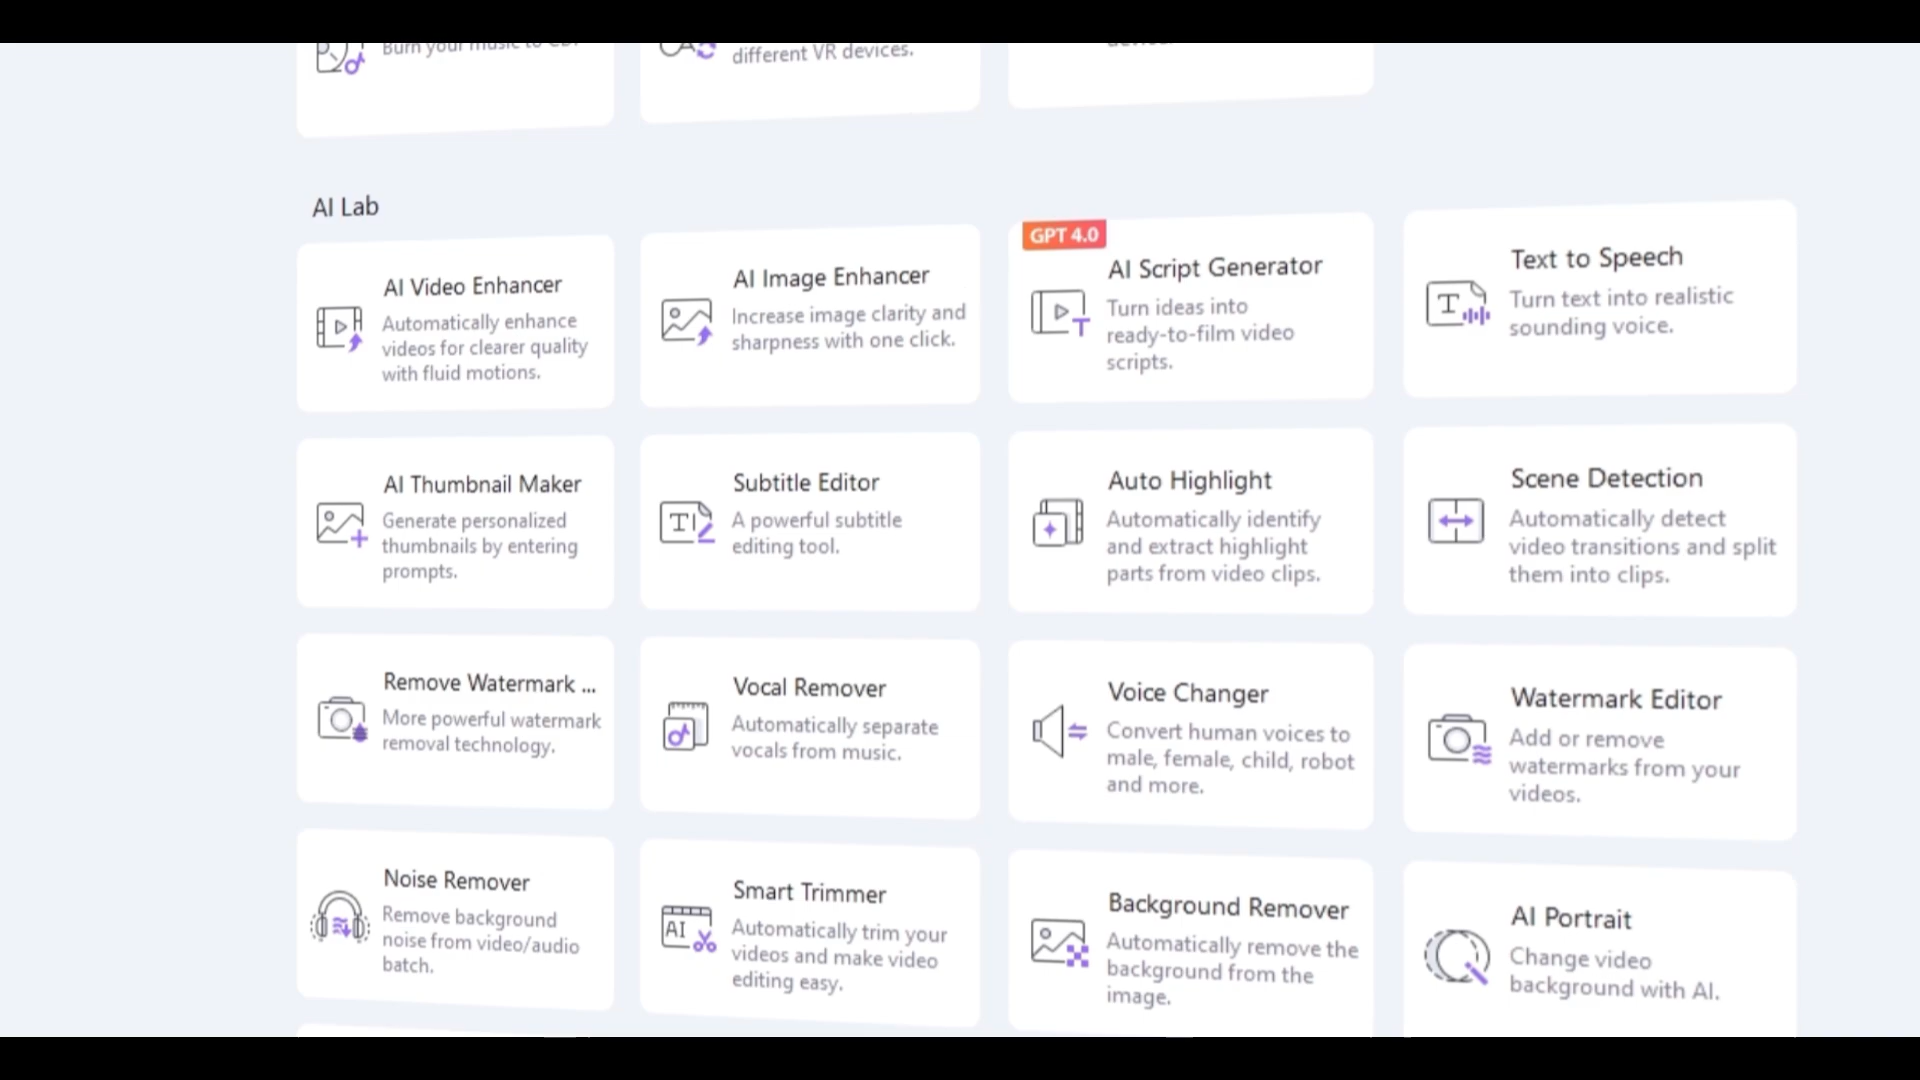 Burn your music to CD.
different VR devices.
AI Lab
AI Video Enhancer
Automatically enhance
videos for clearer quality
with fluid motions.
AI Image Enhancer
Increase image clarity and
sharpness with one click.
GPT 4.0
AI Script Generator
Turn ideas into
ready-to-film video
scripts.
Text to Speech
Turn text into realistic
sounding voice.
AI Thumbnail Maker
Generate personalized
thumbnails by entering
prompts.
Subtitle Editor
A powerful subtitle
editing tool.
Auto Highlight
Automatically identify
and extract highlight
parts from video clips.
Scene Detection
Automatically detect
video transitions and split
them into clips.
Remove Watermark ...
More powerful watermark
removal technology.
Vocal Remover
Automatically separate
vocals from music.
Voice Changer
Convert human voices to
male, female, child, robot
and more.
Watermark Editor
Add or remove
watermarks from your
videos.
Noise Remover
Remove background
noise from video/audio
batch.
Smart Trimmer
Automatically trim your
videos and make video
editing easy.
Background Remover
Automatically remove the
background from the
image.
AI Portrait
Change video
background with AI.